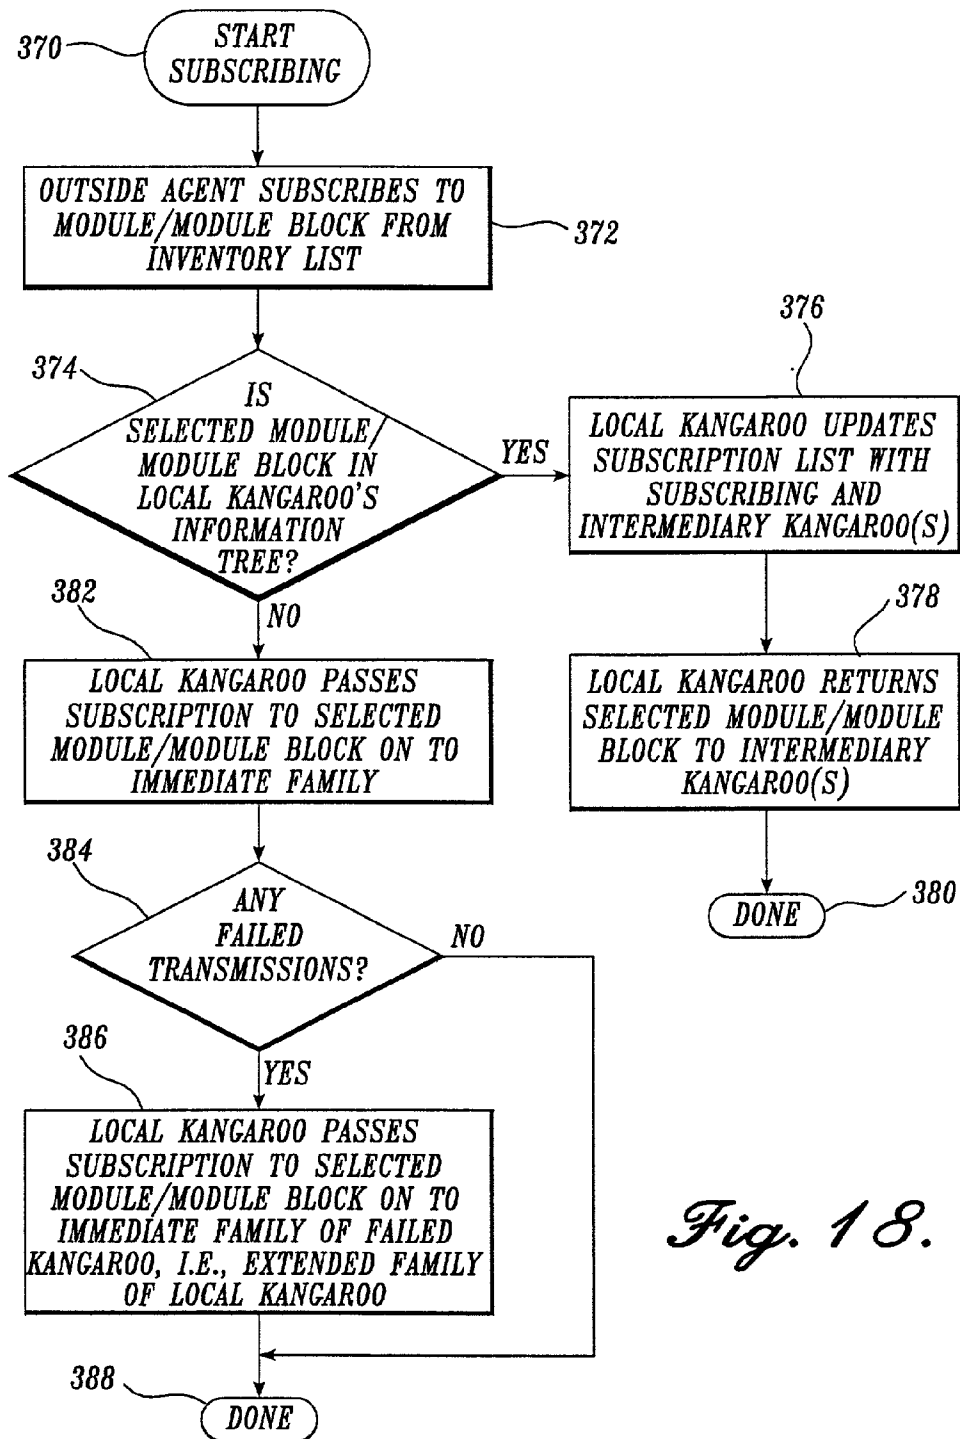 370
START
SUBSCRIBING
OUTSIDE AGENT SUBSCRIBES TO
MODULE/MODULE BLOCK FROM
INVENTORY LIST
372
374
IS
SELECTED MODULE/
MODULE BLOCK IN
LOCAL KANGAROO'S
INFORMATION
TREE?
YES
NO
376
LOCAL KANGAROO UPDATES
SUBSCRIPTION LIST WITH
SUBSCRIBING AND
INTERMEDIARY KANGAROO(S)
378
LOCAL KANGAROO RETURNS
SELECTED MODULE/MODULE
BLOCK TO INTERMEDIARY
KANGAROO(S)
DONE
380
382
LOCAL KANGAROO PASSES
SUBSCRIPTION TO SELECTED
MODULE/MODULE BLOCK ON TO
IMMEDIATE FAMILY
384
ANY
FAILED
TRANSMISSIONS?
NO
YES
386
LOCAL KANGAROO PASSES
SUBSCRIPTION TO SELECTED
MODULE/MODULE BLOCK ON TO
IMMEDIATE FAMILY OF FAILED
KANGAROO, I.E., EXTENDED FAMILY
OF LOCAL KANGAROO
388
DONE
Fig. 18.